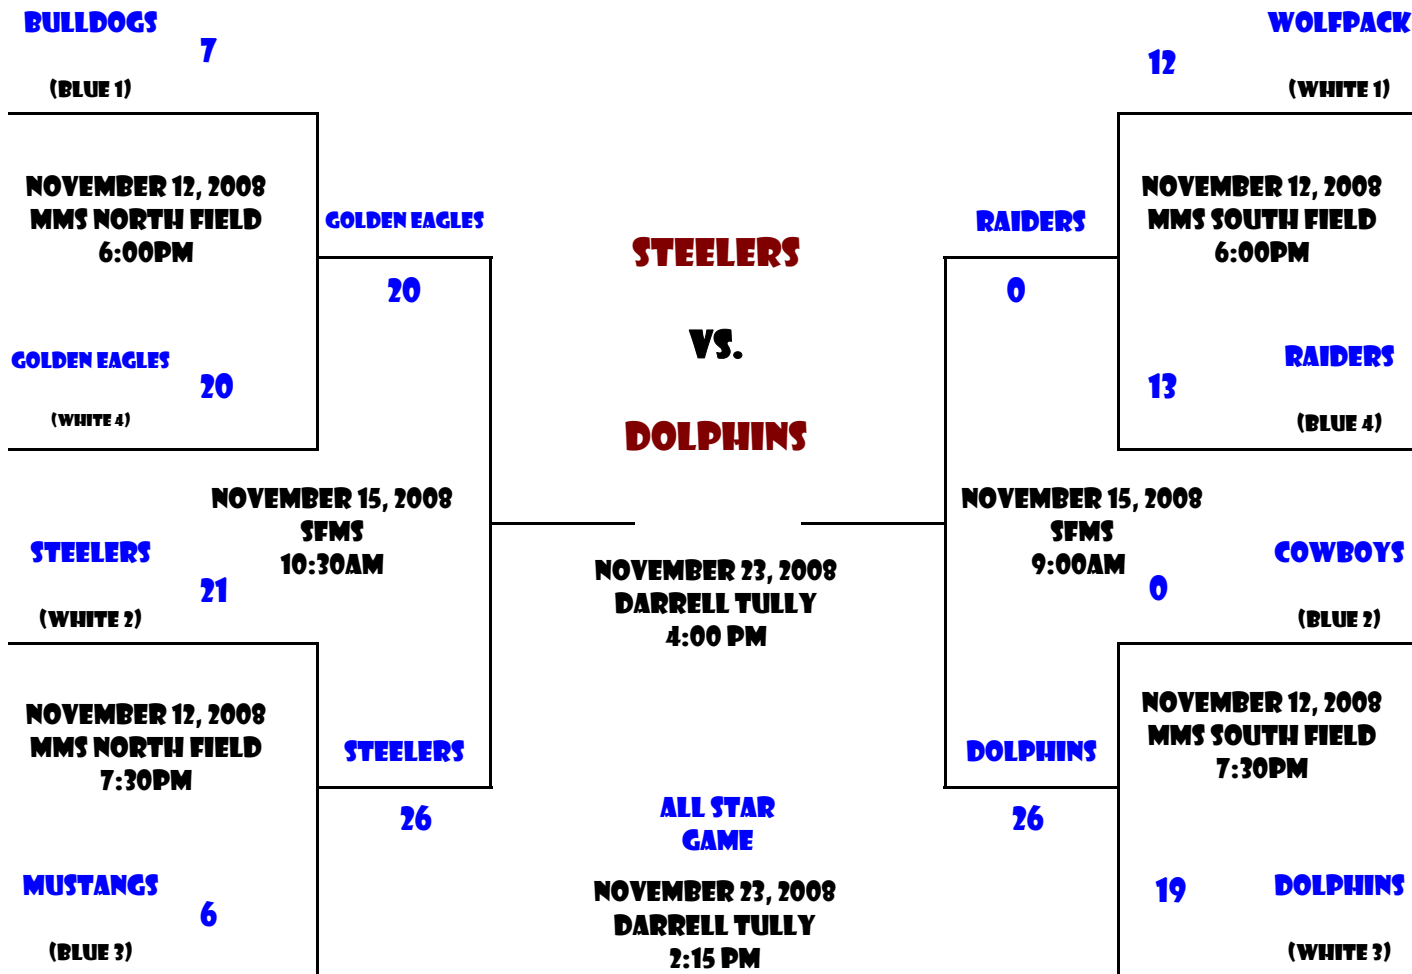 BULLDOGS
7
(BLUE 1)
NOVEMBER 12, 2008
MMS NORTH FIELD
6:00PM
GOLDEN EAGLES
20
(WHITE 4)
GOLDEN EAGLES
20
STEELERS
21
(WHITE 2)
NOVEMBER 15, 2008
SFMS
10:30AM
NOVEMBER 12, 2008
MMS NORTH FIELD
7:30PM
STEELERS
26
MUSTANGS
6
(BLUE 3)
STEELERS
VS.
DOLPHINS
NOVEMBER 23, 2008
DARRELL TULLY
4:00 PM
ALL STAR
GAME
NOVEMBER 23, 2008
DARRELL TULLY
2:15 PM
WOLFPACK
12
(WHITE 1)
NOVEMBER 12, 2008
MMS SOUTH FIELD
6:00PM
RAIDERS
0
RAIDERS
13
(BLUE 4)
NOVEMBER 15, 2008
SFMS
9:00AM
COWBOYS
0
(BLUE 2)
NOVEMBER 12, 2008
MMS SOUTH FIELD
7:30PM
DOLPHINS
26
19
DOLPHINS
(WHITE 3)